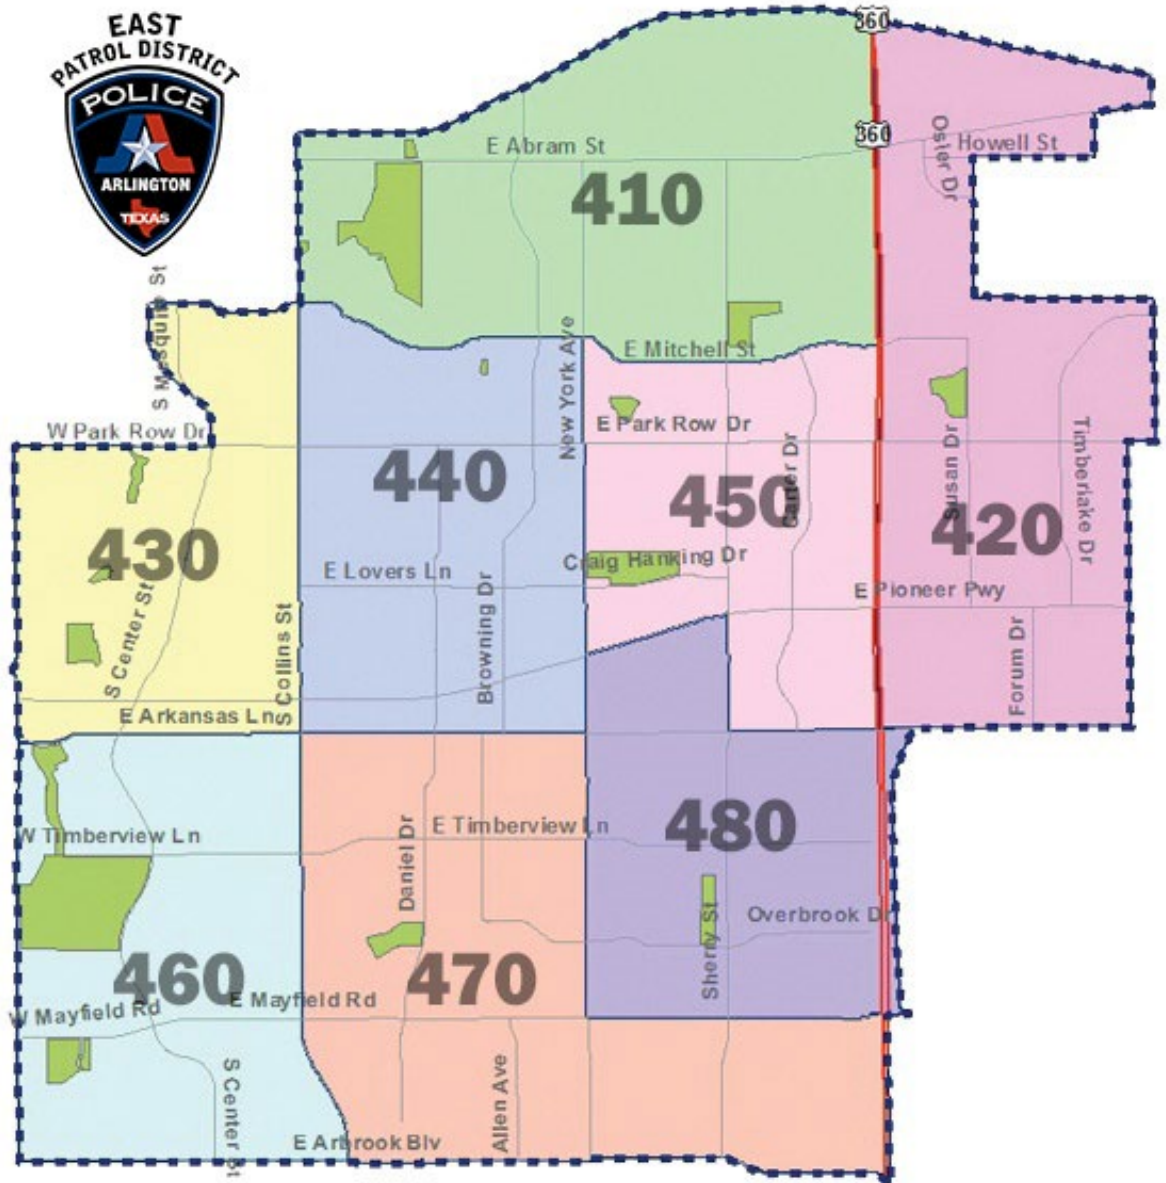 EAST
PATROL DISTRICT
POLICE
ARLINGTON
TEXAS
360
360
E Abram St
Howell St
Osler Dr
410
S Mesquite St
New York Ave
E Mitchell St
W Park Row Dr
E Park Row Dr
440
450
Carter Dr
Susan Dr
Timberlake Dr
430
420
E Lovers Ln
Craig Hanking Dr
E Pioneer Pwy
S Center St
S Collins St
Browning Dr
Forum Dr
E Arkansas Ln
W Timberview Ln
E Timberview Ln
480
Daniel Dr
Overbrook Dr
Sherry St
460
470
W Mayfield Rd
E Mayfield Rd
S Center St
Allen Ave
E Arbrook Blv